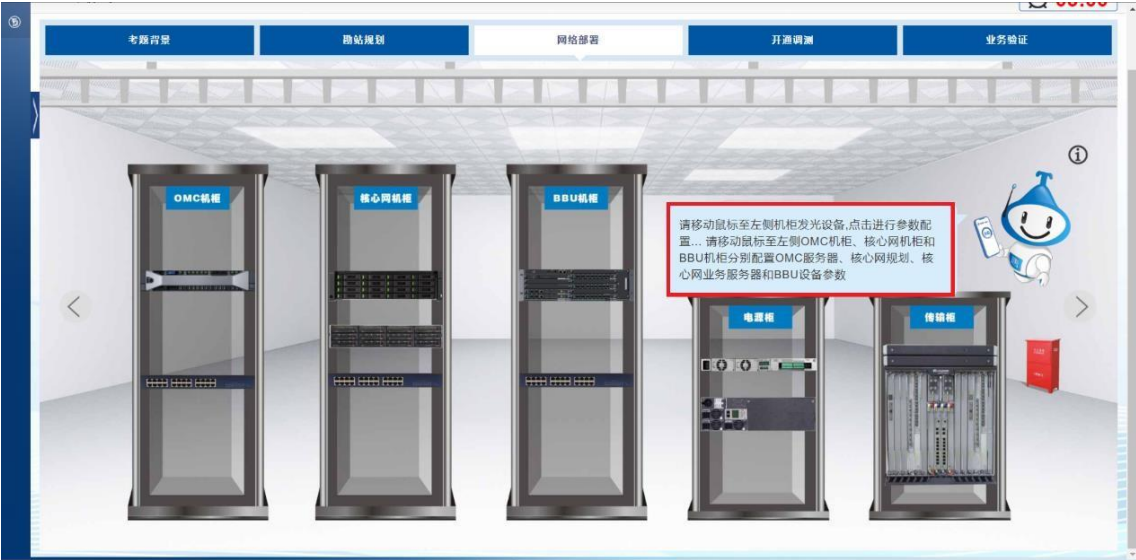 考题背景
勘站规划
网络部署
开通调测
业务验证
OMC机柜
核心网机柜
BBU机柜
请移动鼠标至左侧机柜发光设备,点击进行参数配
置... 请移动鼠标至左侧OMC机柜、核心网机柜和
BBU机柜分别配置OMC服务器、核心网规划、核
心网业务服务器和BBU设备参数
电源柜
传输柜